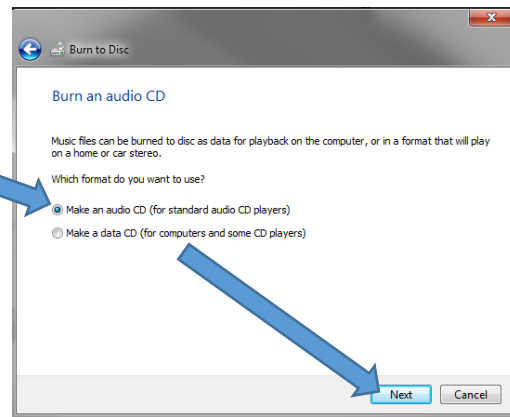 Burn to Disc
Burn an audio CD
Music files can be burned to disc as data for playback on the computer, or in a format that will play
on a home or car stereo.
Which format do you want to use?
Make an audio CD (for standard audio CD players)
Make a data CD (for computers and some CD players)
Next Cancel